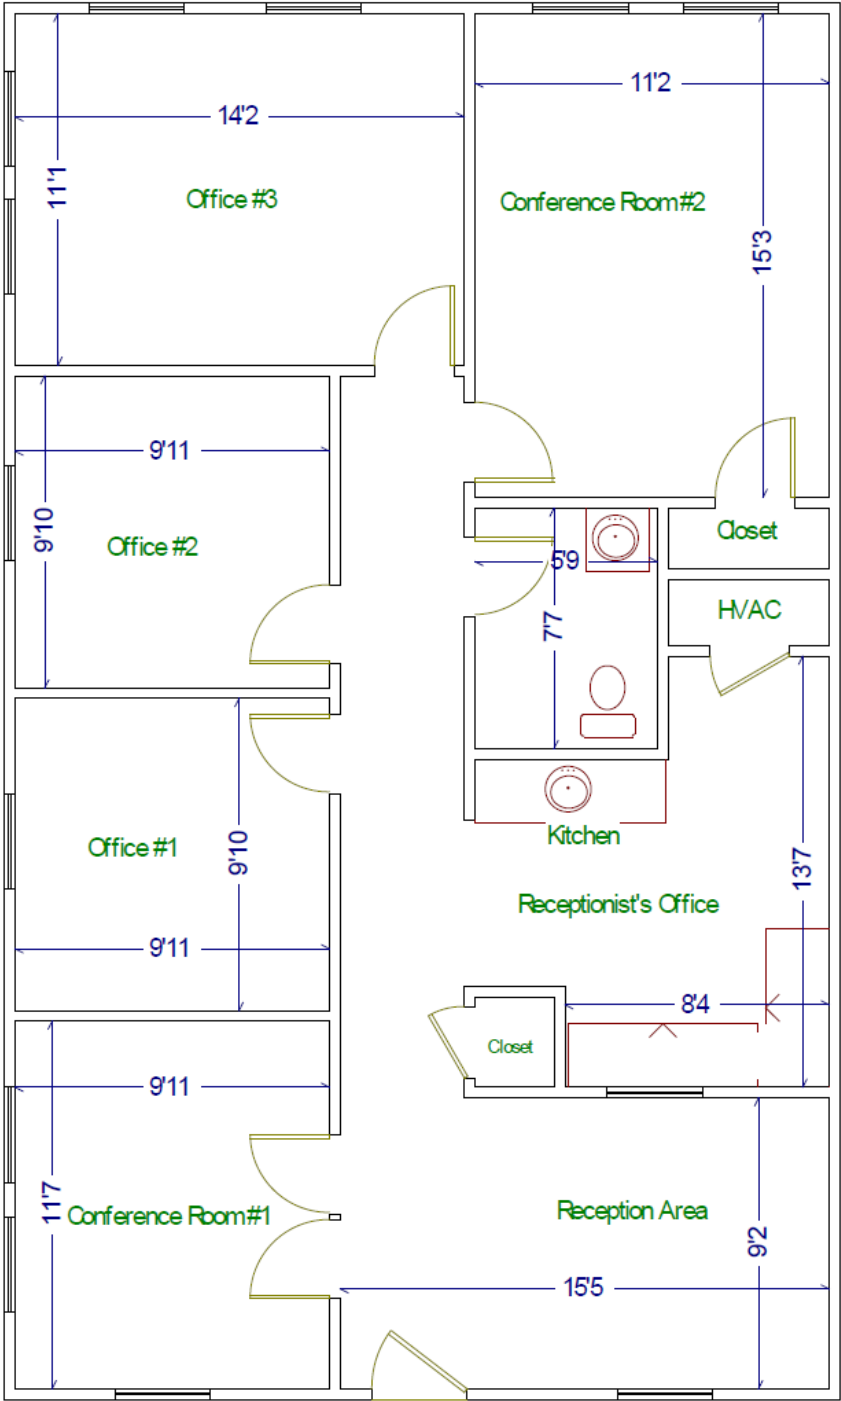 11'2
14'2
11'1
Office #3
Conference Room #2
15'3
9'11
9'10
Office #2
5'9
Closet
7'7
HVAC
Office #1
9'10
Kitchen
13'7
Receptionist's Office
9'11
8'4
Closet
9'11
11'7
Conference Room #1
Reception Area
9'2
15'5